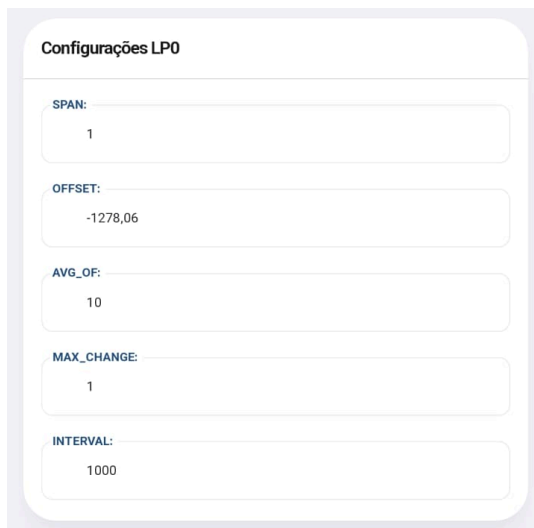 Configurações LP0
SPAN:
1
OFFSET:
-1278,06
AVG_OF:
10
MAX_CHANGE:
1
INTERVAL:
1000